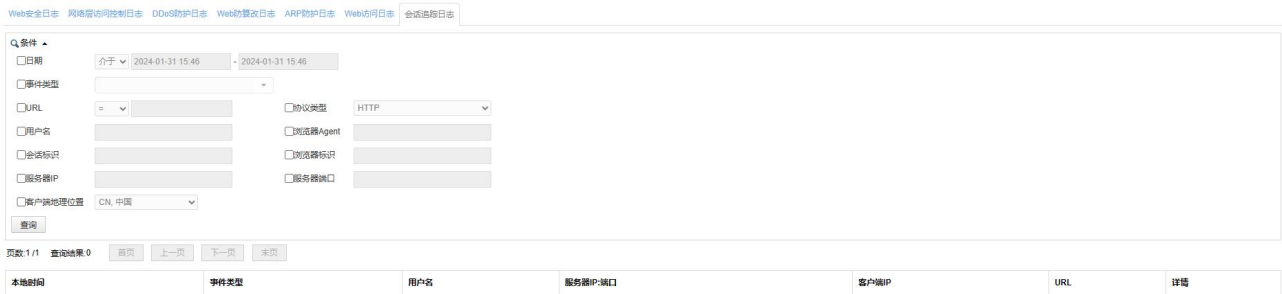 Web安全日志 网络层访问控制日志 DDoS防护日志 Web防篡改日志 ARP防护日志 Web访问日志 会话追踪日志
条件
日期 介于 2024-01-31 15:46 - 2024-01-31 15:46
事件类型
URL = 协议类型 HTTP
用户名 浏览器Agent
会话标识 浏览器标识
服务器IP 服务器端口
客户端地理位置 CN, 中国
查询
页数:1 /1 查询结果:0 首页 上一页 下一页 末页
本地时间 事件类型 用户名 服务器IP:端口 客户端IP URL 详情